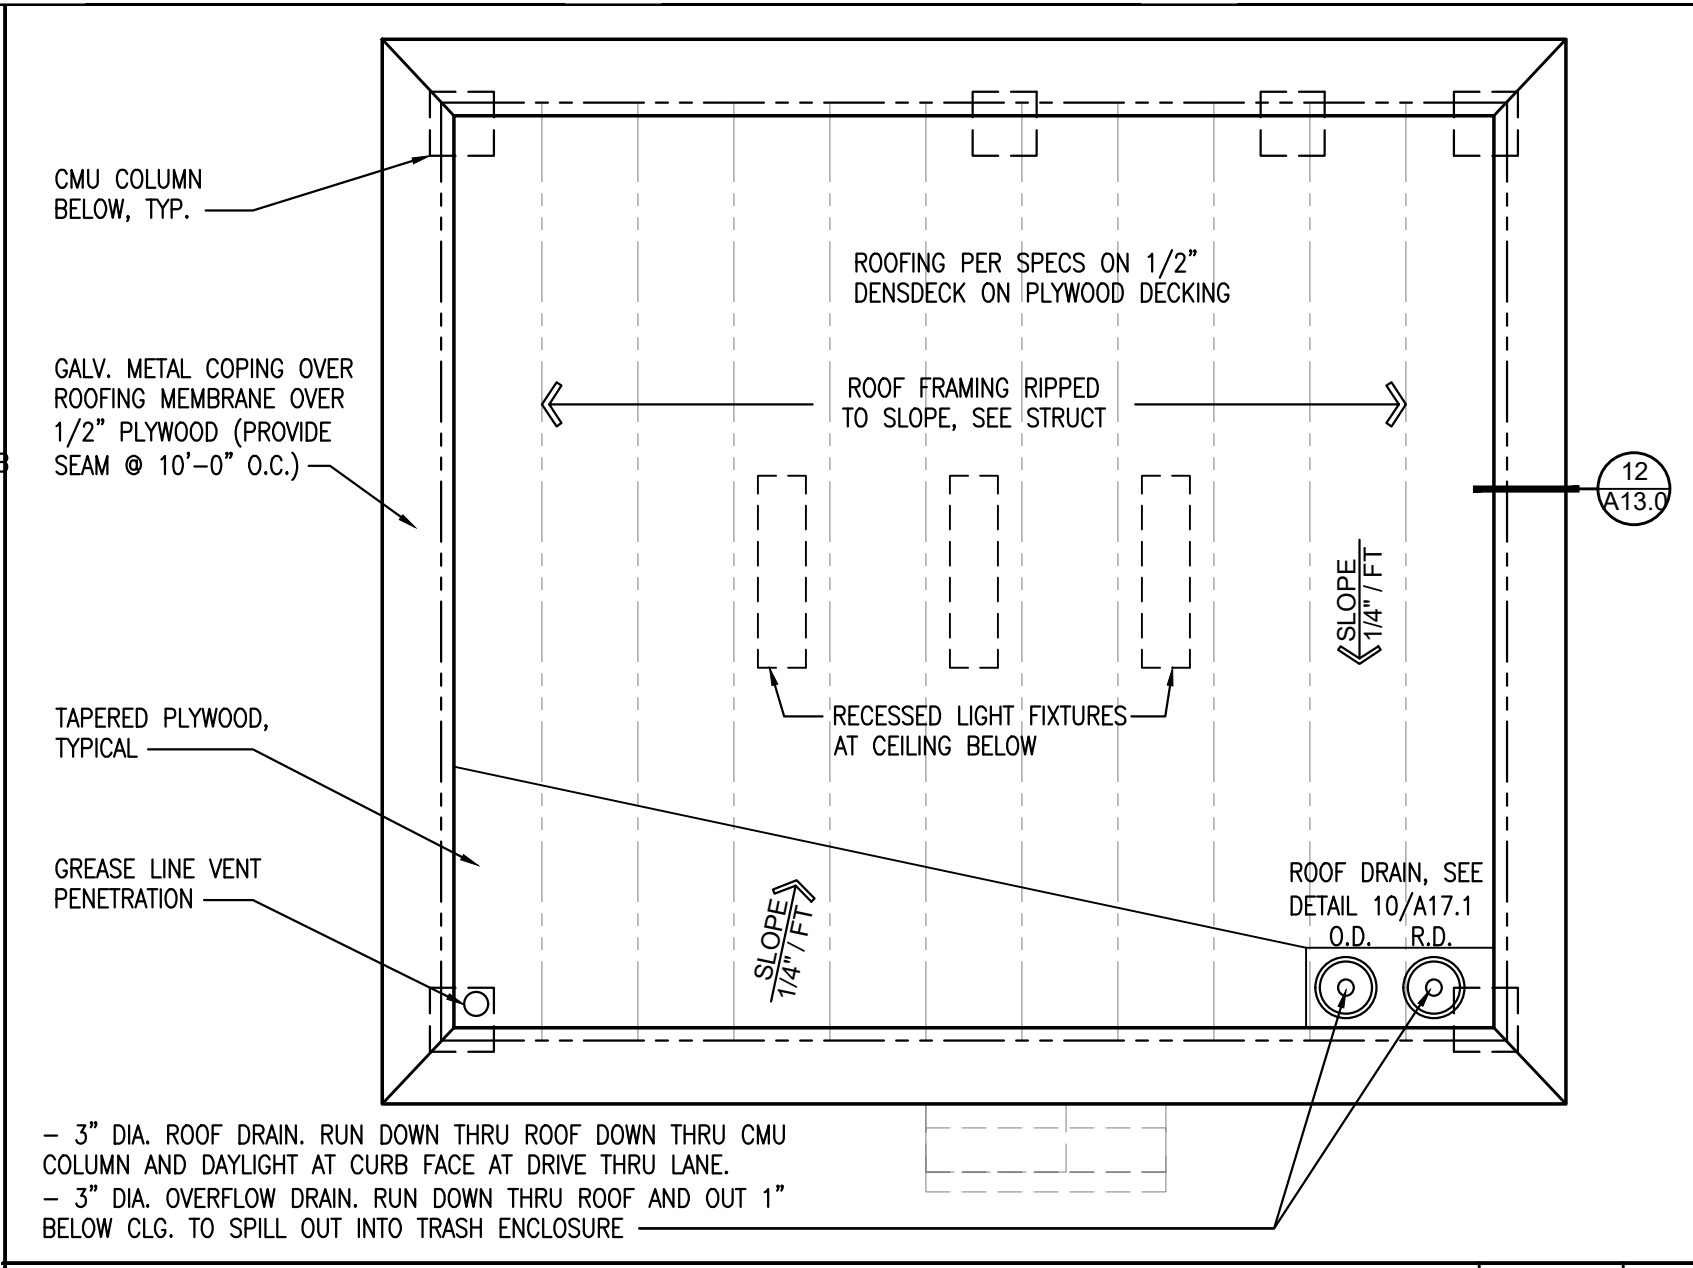 CMU COLUMN
BELOW, TYP.
ROOFING PER SPECS ON 1/2"
DENSDECK ON PLYWOOD DECKING
GALV. METAL COPING OVER
ROOFING MEMBRANE OVER
1/2" PLYWOOD (PROVIDE
SEAM @ 10'-0" O.C.)
ROOF FRAMING RIPPED
TO SLOPE, SEE STRUCT
12
A13.0
SLOPE
1/4" / FT
RECESSED LIGHT FIXTURES
AT CEILING BELOW
TAPERED PLYWOOD,
TYPICAL
GREASE LINE VENT
PENETRATION
SLOPE
1/4" / FT
ROOF DRAIN, SEE
DETAIL 10/A17.1
O.D. R.D.
- 3" DIA. ROOF DRAIN. RUN DOWN THRU ROOF DOWN THRU CMU
COLUMN AND DAYLIGHT AT CURB FACE AT DRIVE THRU LANE.
- 3" DIA. OVERFLOW DRAIN. RUN DOWN THRU ROOF AND OUT 1"
BELOW CLG. TO SPILL OUT INTO TRASH ENCLOSURE